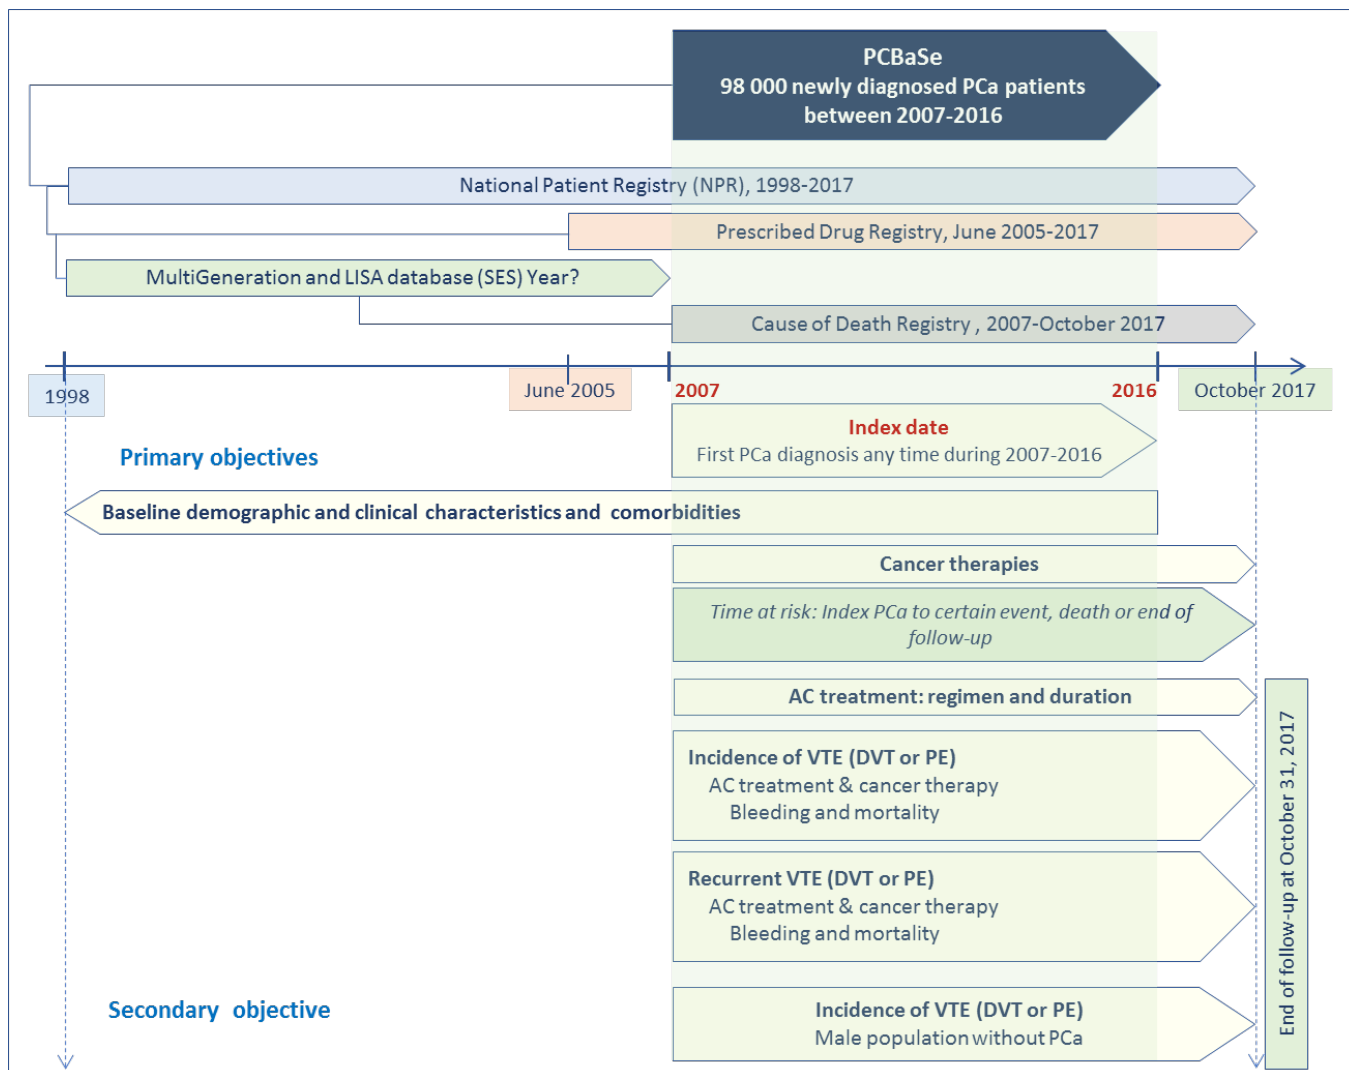 PCBaSe
98 000 newly diagnosed PCa patients
between 2007-2016
National Patient Registry (NPR), 1998-2017
Prescribed Drug Registry, June 2005-2017
MultiGeneration and LISA database (SES) Year?
Cause of Death Registry , 2007-October 2017
1998
June 2005
2007
2016
October 2017
Index date
First PCa diagnosis any time during 2007-2016
Primary objectives
Baseline demographic and clinical characteristics and comorbidities
Cancer therapies
Time at risk: Index PCa to certain event, death or end of
follow-up
AC treatment: regimen and duration
Incidence of VTE (DVT or PE)
AC treatment & cancer therapy
Bleeding and mortality
Recurrent VTE (DVT or PE)
AC treatment & cancer therapy
Bleeding and mortality
End of follow-up at October 31, 2017
Secondary objective
Incidence of VTE (DVT or PE)
Male population without PCa